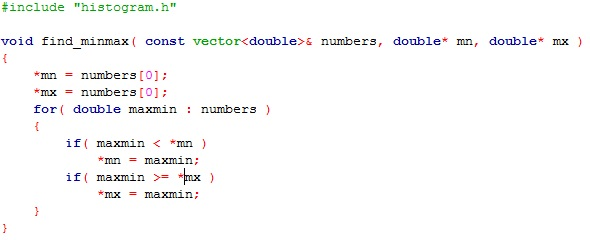 #include "histogram.h"
void find_minmax( const vector<double>& numbers, double* mn, double* mx )
{
    *mn = numbers[0];
    *mx = numbers[0];
    for( double maxmin : numbers )
    {
        if( maxmin < *mn )
            *mn = maxmin;
        if( maxmin >= *mx )
            *mx = maxmin;
    }
}